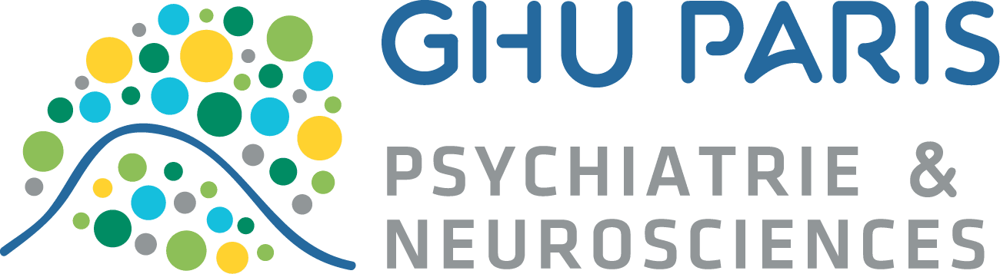 GHU PARIS
PSYCHIATRIE &
NEUROSCIENCES